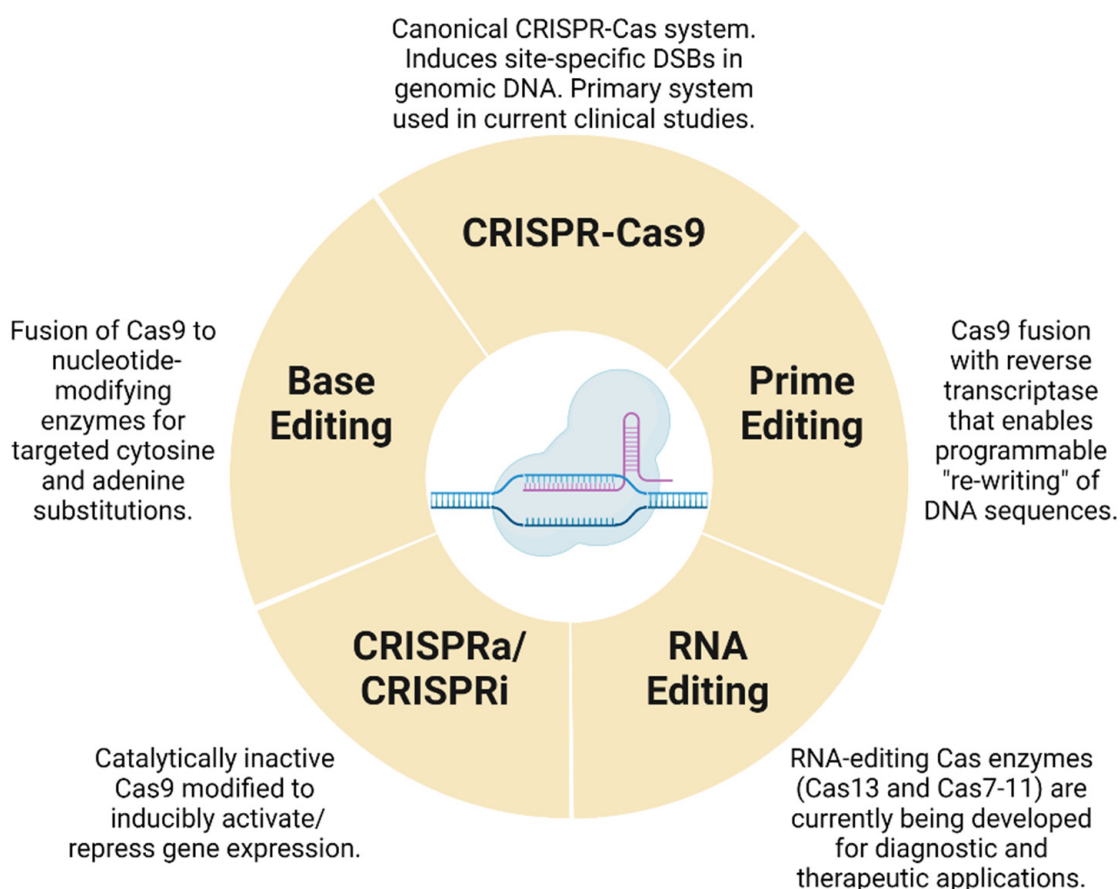 Canonical CRISPR-Cas system.
Induces site-specific DSBs in
genomic DNA. Primary system
used in current clinical studies.
CRISPR-Cas9
Fusion of Cas9 to
nucleotide-
modifying
enzymes for
targeted cytosine
and adenine
substitutions.
Base
Editing
Prime
Editing
Cas9 fusion
with reverse
transcriptase
that enables
programmable
"re-writing" of
DNA sequences.
CRISPRa/
CRISPRi
RNA
Editing
Catalytically inactive
Cas9 modified to
inducibly activate/
repress gene expression.
RNA-editing Cas enzymes
(Cas13 and Cas7-11) are
currently being developed
for diagnostic and
therapeutic applications.